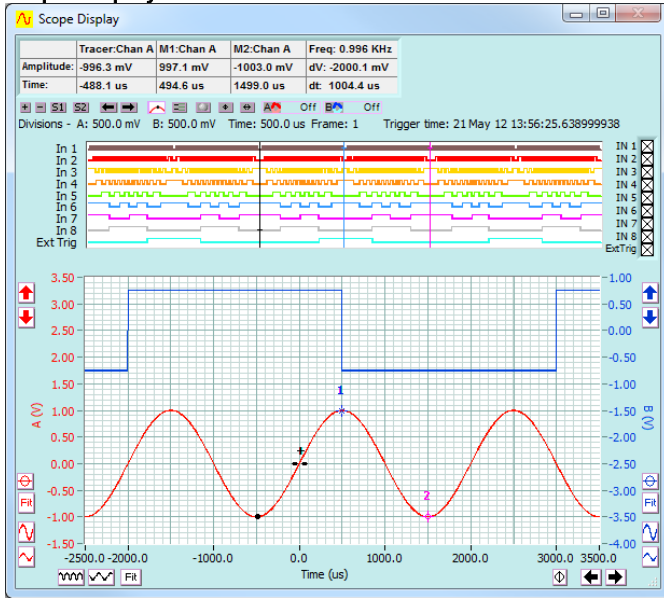 Scope Display
Tracer:Chan A M1:Chan A M2:Chan A Freq: 0.996 KHz
Amplitude: -996.3 mV 997.1 mV -1003.0 mV dV: -2000.1 mV
Time: -488.1 us 494.6 us 1499.0 us dt: 1004.4 us
+ - S1 S2 A Off B Off
Divisions - A: 500.0 mV B: 500.0 mV Time: 500.0 us Frame: 1 Trigger time: 21 May 12 13:56:25.638999938
In 1 IN 1
In 2 IN 2
In 3 IN 3
In 4 IN 4
In 5 IN 5
In 6 IN 6
In 7 IN 7
In 8 IN 8
Ext Trig ExtTrig
3.50 -1.00
3.00 -0.50
2.50 0.00
2.00 -0.50
1.50 -1.00
1
1.00 -1.50
A (V) B (V)
0.50 -2.00
0.00 -2.50
-0.50 -3.00
Fit Fit
2
-1.00 -3.50
-1.50 -4.00
-2500.0 -2000.0 -1000.0 0.0 1000.0 2000.0 3000.0 3500.0
Fit Time (us)